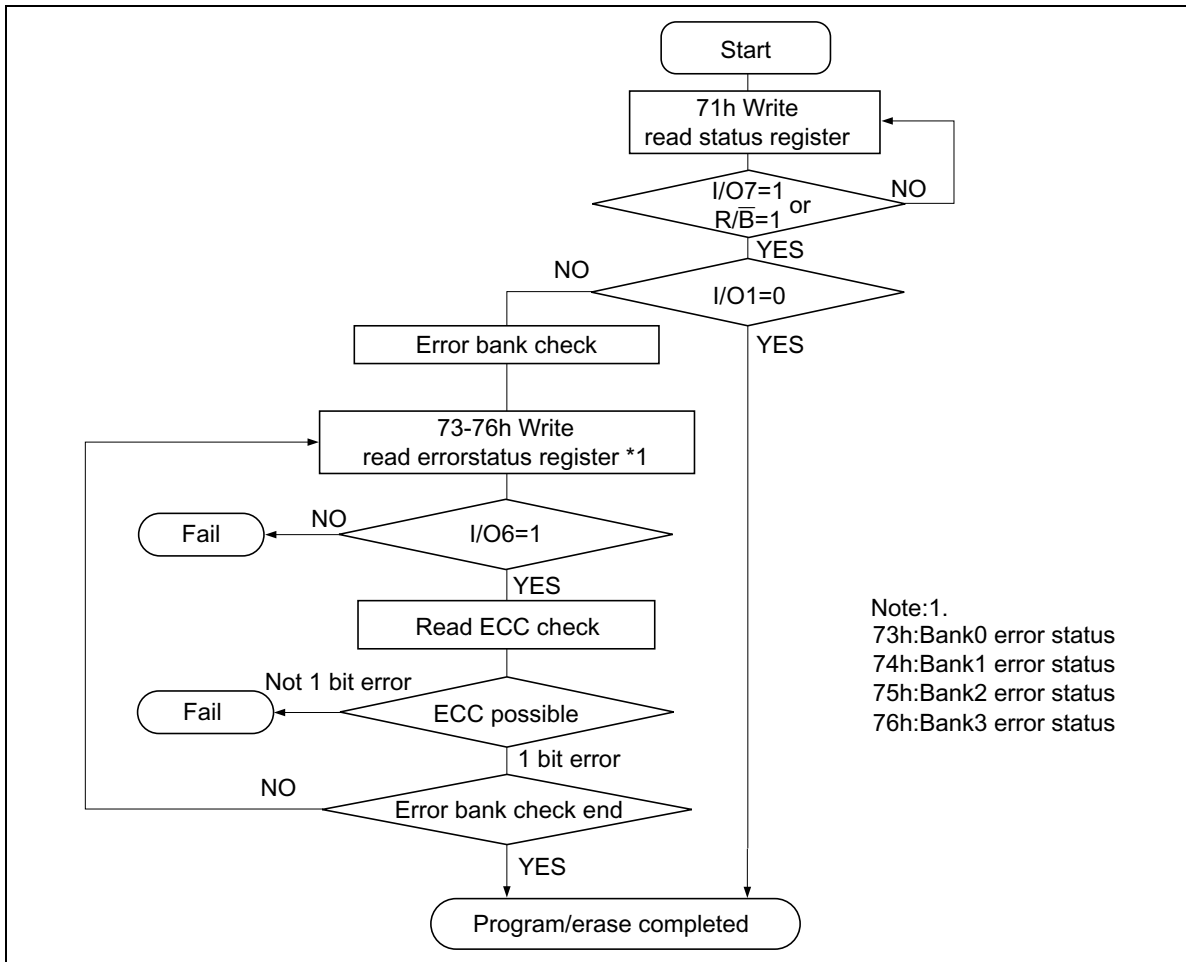 Start
71h Write
read status register
I/O7=1
or
R/B̅=1
NO
YES
NO
I/O1=0
YES
Error bank check
73-76h Write
read errorstatus register *1
Fail
NO
I/O6=1
YES
Read ECC check
Not 1 bit error
Fail
ECC possible
1 bit error
NO
Error bank check end
YES
Program/erase completed
Note:1.
73h:Bank0 error status
74h:Bank1 error status
75h:Bank2 error status
76h:Bank3 error status